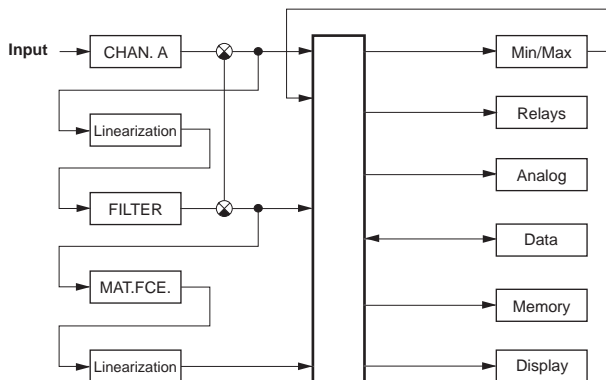 Input
CHAN. A
Min/Max
Relays
Linearization
Analog
FILTER
Data
MAT.FCE.
Memory
Linearization
Display